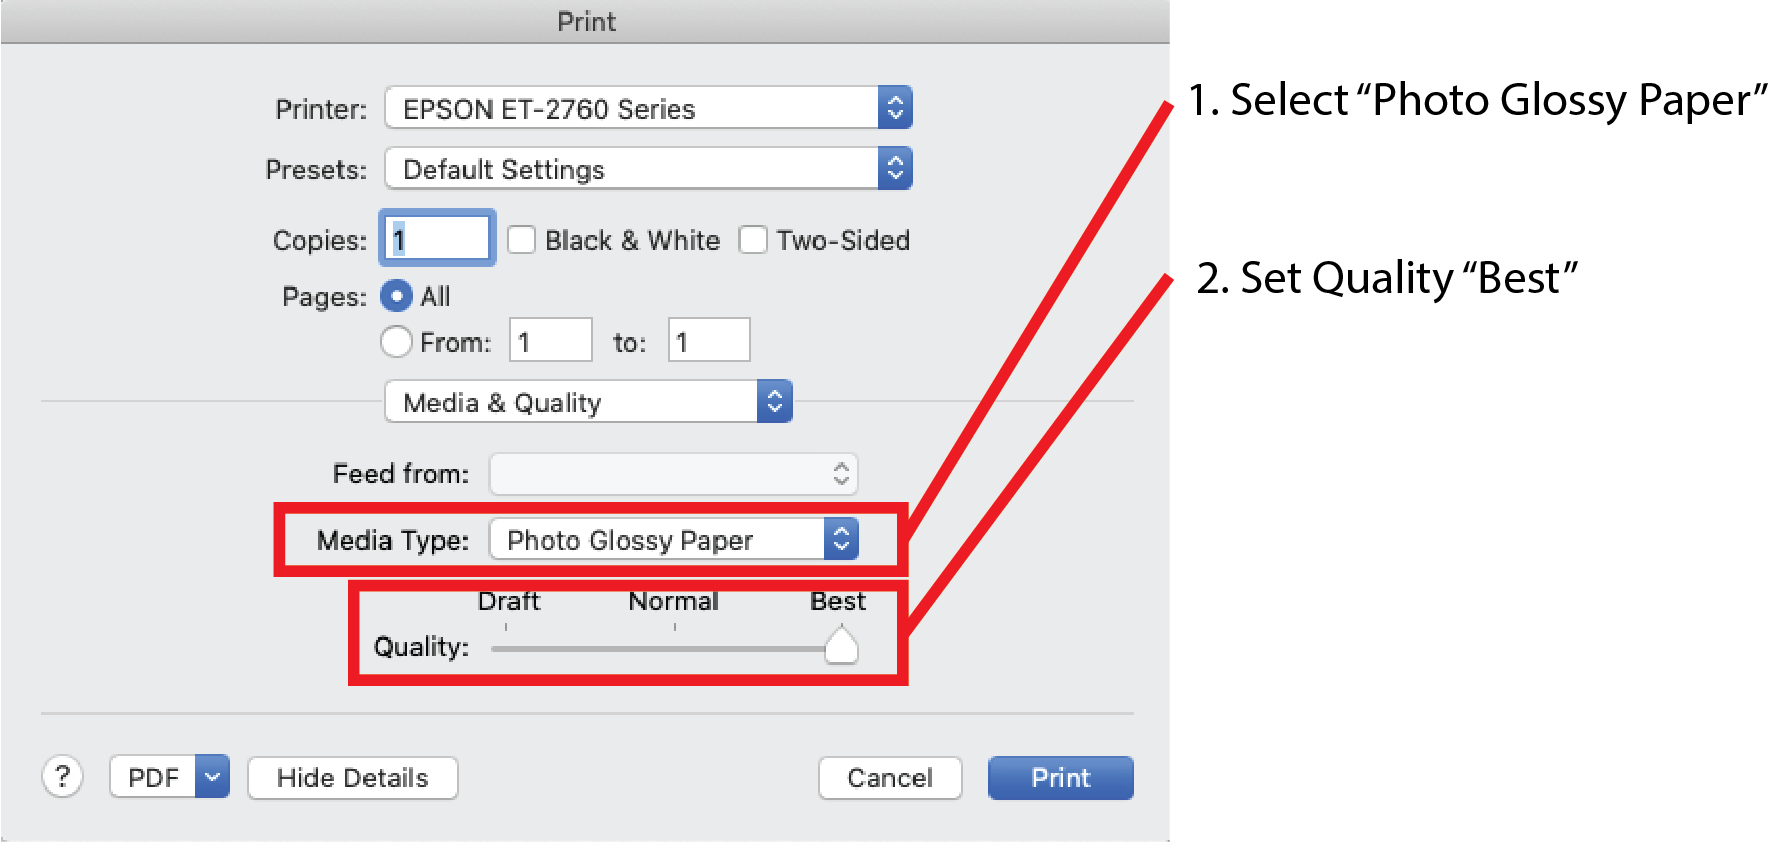 Print
Printer: EPSON ET-2760 Series
1. Select “Photo Glossy Paper”
Presets: Default Settings
Copies: 1 Black & White Two-Sided
2. Set Quality “Best”
Pages: All
From: 1 to: 1
Media & Quality
Feed from:
Media Type: Photo Glossy Paper
Draft Normal Best
Quality:
? PDF Hide Details Cancel Print